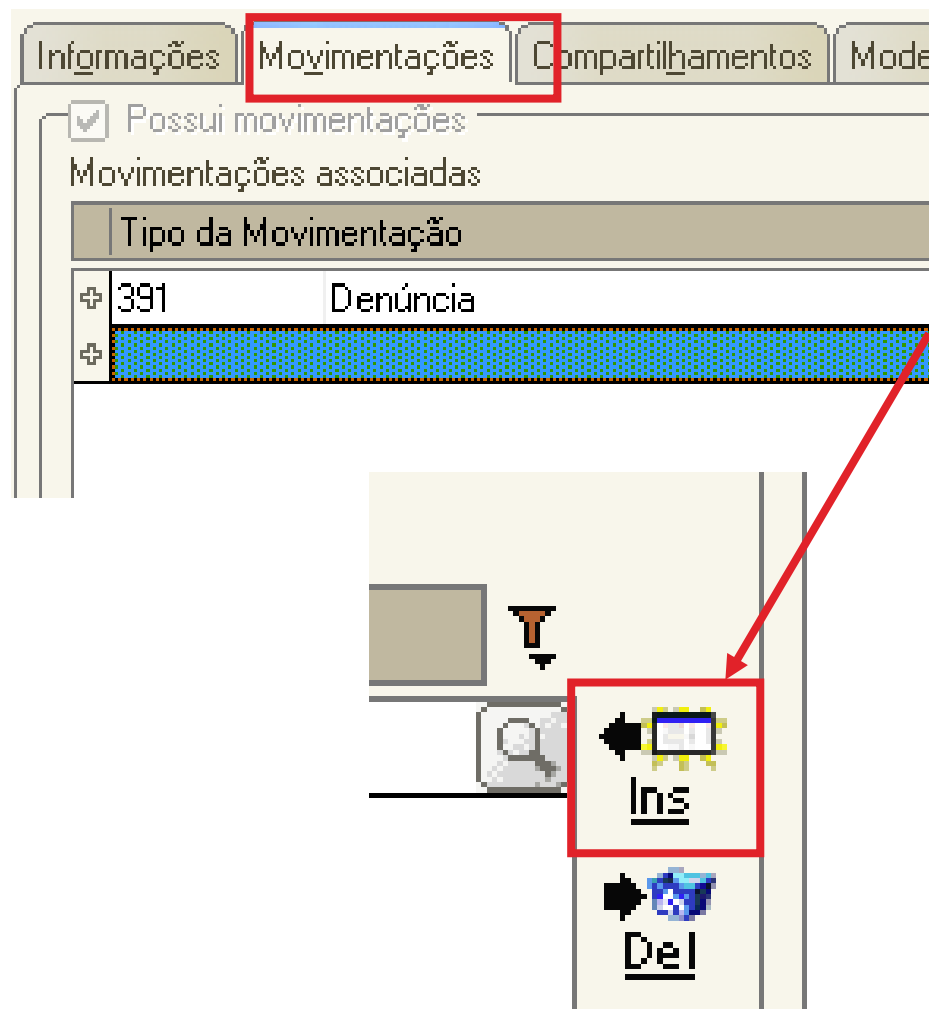 Informações Movimentações Compartilhamentos Mode
Possui movimentações
Movimentações associadas
Tipo da Movimentação
391 Denúncia
Ins
Del